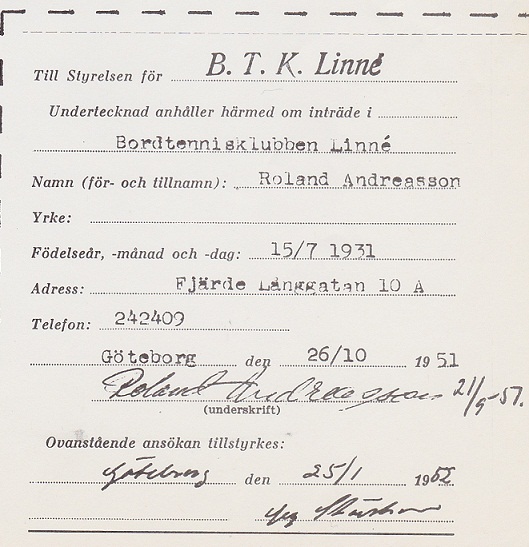 Till Styrelsen för B. T. K. Linné
Undertecknad anhåller härmed om inträde i
Bordtennisklubben Linné
Namn (för- och tillnamn): Roland Andreasson
Yrke:
Födelseår, -månad och -dag: 15/7 1931
Adress: Fjärde Långgatan 10 A
Telefon: 242409
Göteborg den 26/10 1951
Roland Andreasson 21/9-51.
(underskrift)
Ovanstående ansökan tillstyrkes:
Göteborg den 25/1 1952